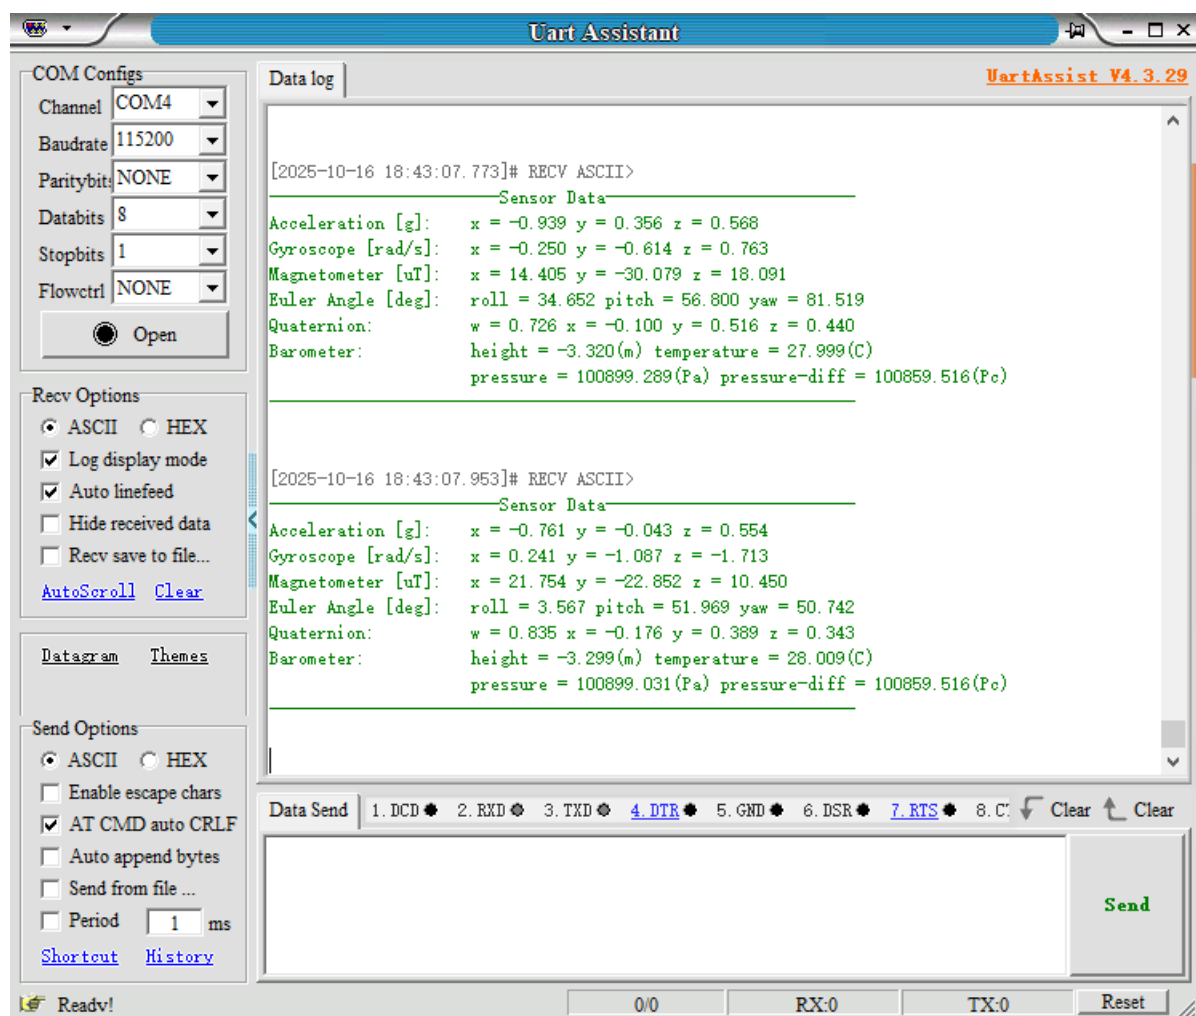 Uart Assistant
COM Configs
Channel COM4
Baudrate 115200
Paritybit: NONE
Databits 8
Stopbits 1
Flowctrl NONE
Open
Recv Options
ASCII HEX
Log display mode
Auto linefeed
Hide received data
Recv save to file...
AutoScroll Clear
Datagram Themes
Send Options
ASCII HEX
Enable escape chars
AT CMD auto CRLF
Auto append bytes
Send from file ...
Period 1 ms
Shortcut History
Data log
UartAssist V4.3.29
[2025-10-16 18:43:07.773]# RECV ASCII>
Sensor Data
Acceleration [g]: x = -0.939 y = 0.356 z = 0.568
Gyroscope [rad/s]: x = -0.250 y = -0.614 z = 0.763
Magnetometer [uT]: x = 14.405 y = -30.079 z = 18.091
Euler Angle [deg]: roll = 34.652 pitch = 56.800 yaw = 81.519
Quaternion: w = 0.726 x = -0.100 y = 0.516 z = 0.440
Barometer: height = -3.320(m) temperature = 27.999(C)
pressure = 100899.289(Pa) pressure-diff = 100859.516(Pc)
[2025-10-16 18:43:07.953]# RECV ASCII>
Sensor Data
Acceleration [g]: x = -0.761 y = -0.043 z = 0.554
Gyroscope [rad/s]: x = 0.241 y = -1.087 z = -1.713
Magnetometer [uT]: x = 21.754 y = -22.852 z = 10.450
Euler Angle [deg]: roll = 3.567 pitch = 51.969 yaw = 50.742
Quaternion: w = 0.835 x = -0.176 y = 0.389 z = 0.343
Barometer: height = -3.299(m) temperature = 28.009(C)
pressure = 100899.031(Pa) pressure-diff = 100859.516(Pc)
Data Send 1.DCD 2.RXD 3.TXD 4.DTR 5.GND 6.DSR 7.RTS 8.C Clear Clear
Send
Ready! 0/0 RX:0 TX:0 Reset